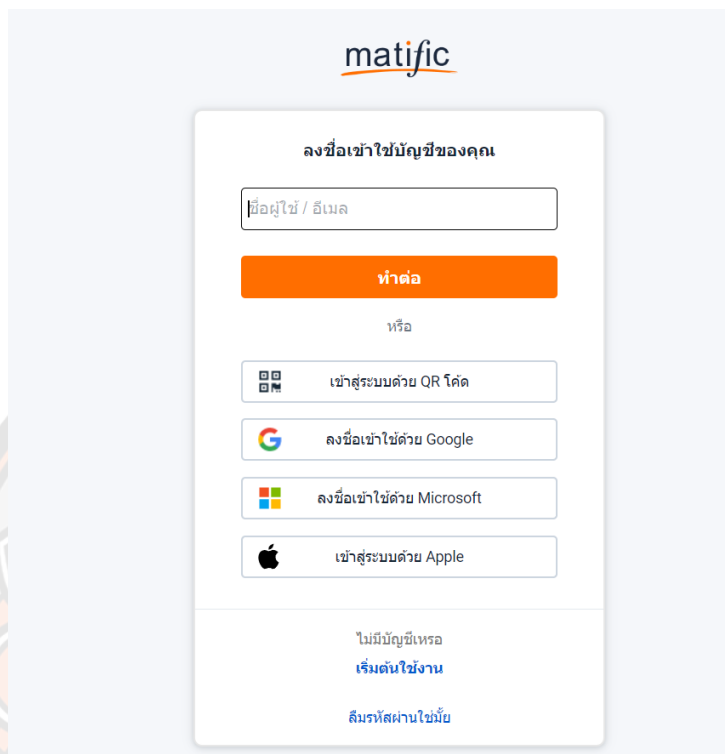 matific
ลงชื่อเข้าใช้บัญชีของคุณ
ชื่อผู้ใช้ / อีเมล
ทำต่อ
หรือ
เข้าสู่ระบบด้วย QR โค้ด
ลงชื่อเข้าใช้ด้วย Google
ลงชื่อเข้าใช้ด้วย Microsoft
เข้าสู่ระบบด้วย Apple
ไม่มีบัญชีเหรอ
เริ่มต้นใช้งาน
ลืมรหัสผ่านใช่มั้ย